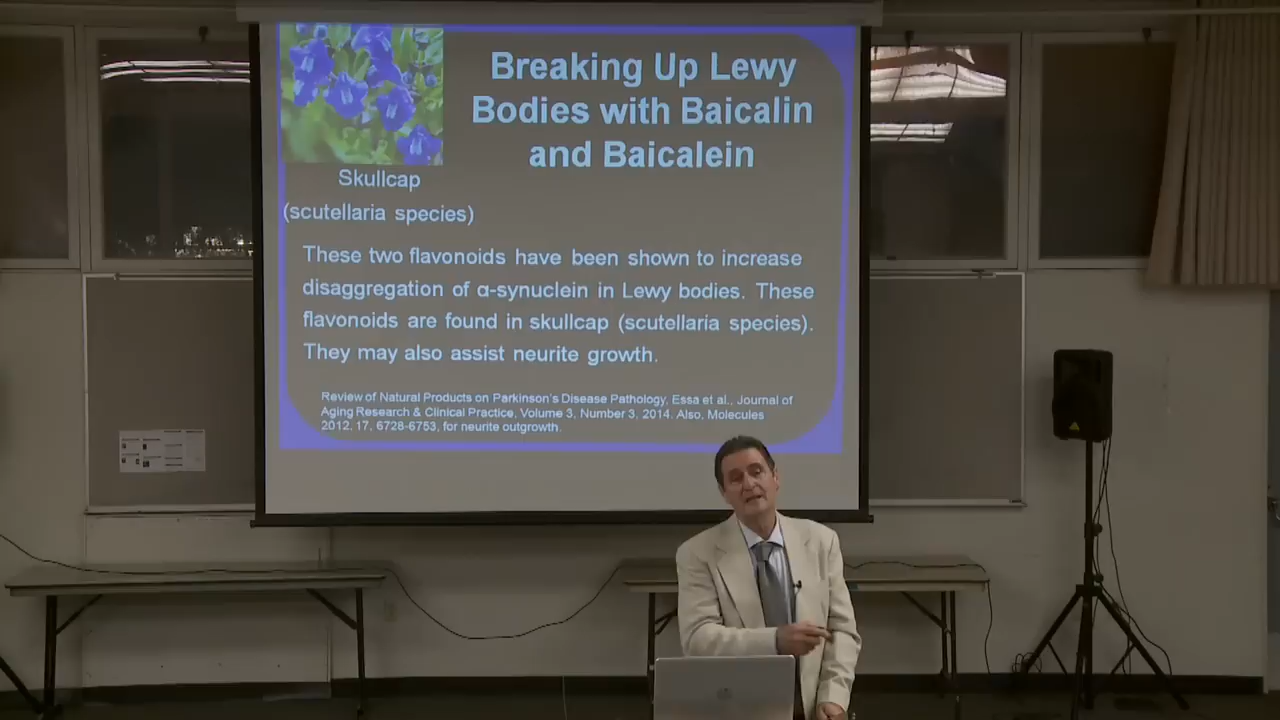 Breaking Up Lewy
Bodies with Baicalin
and Baicalein
Skullcap
(scutellaria species)
These two flavonoids have been shown to increase
disaggregation of α-synuclein in Lewy bodies. These
flavonoids are found in skullcap (scutellaria species).
They may also assist neurite growth.
Review of Natural Products on Parkinson's Disease Pathology, Essa et al., Journal of
Aging Research & Clinical Practice, Volume 3, Number 3, 2014. Also, Molecules
2012, 17, 6728-6753, for neurite outgrowth.